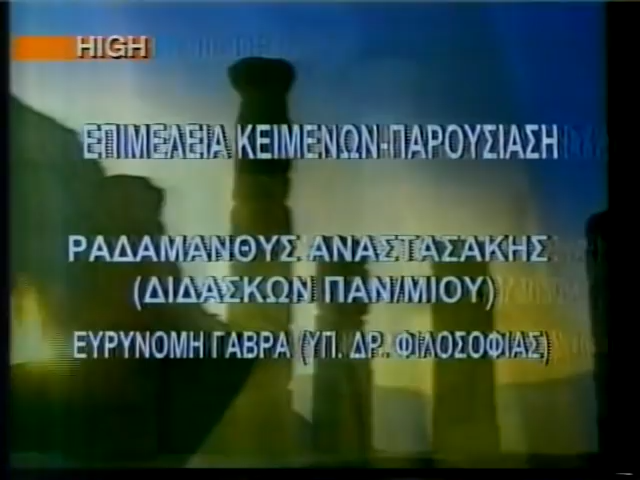 HIGH
ΕΠΙΜΕΛΕΙΑ ΚΕΙΜΕΝΩΝ-ΠΑΡΟΥΣΙΑΣΗ
ΡΑΔΑΜΑΝΘΥΣ ΑΝΑΣΤΑΣΑΚΗΣ
(ΔΙΔΑΣΚΩΝ ΠΑΝ/ΜΙΟΥ)
ΕΥΡΥΝΟΜΗ ΓΑΒΡΑ (ΥΠ. ΔΡ. ΦΙΛΟΣΟΦΙΑΣ)